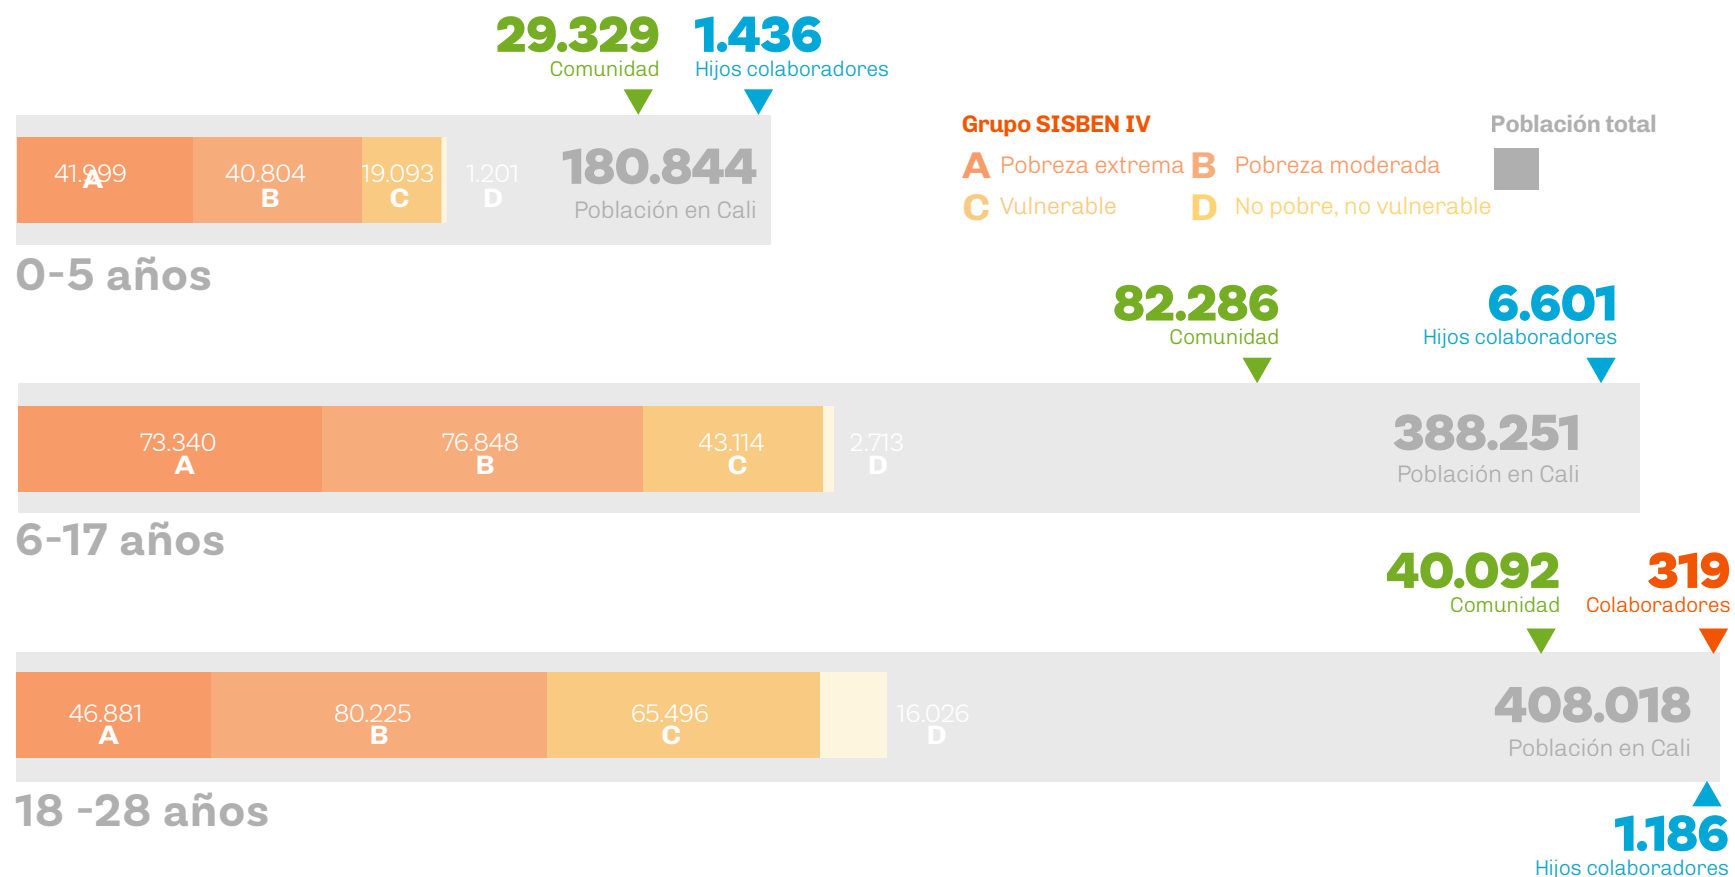 29.329
Comunidad
1.436
Hijos colaboradores
41.999
A
40.804
B
19.093
C
1.201
D
180.844
Población en Cali
0-5 años
Grupo SISBEN IV
A Pobreza extrema
B Pobreza moderada
C Vulnerable
D No pobre, no vulnerable
Población total
82.286
Comunidad
6.601
Hijos colaboradores
73.340
A
76.848
B
43.114
C
2.713
D
388.251
Población en Cali
6-17 años
40.092
Comunidad
319
Colaboradores
46.881
A
80.225
B
65.496
C
16.026
D
408.018
Población en Cali
18 -28 años
1.186
Hijos colaboradores